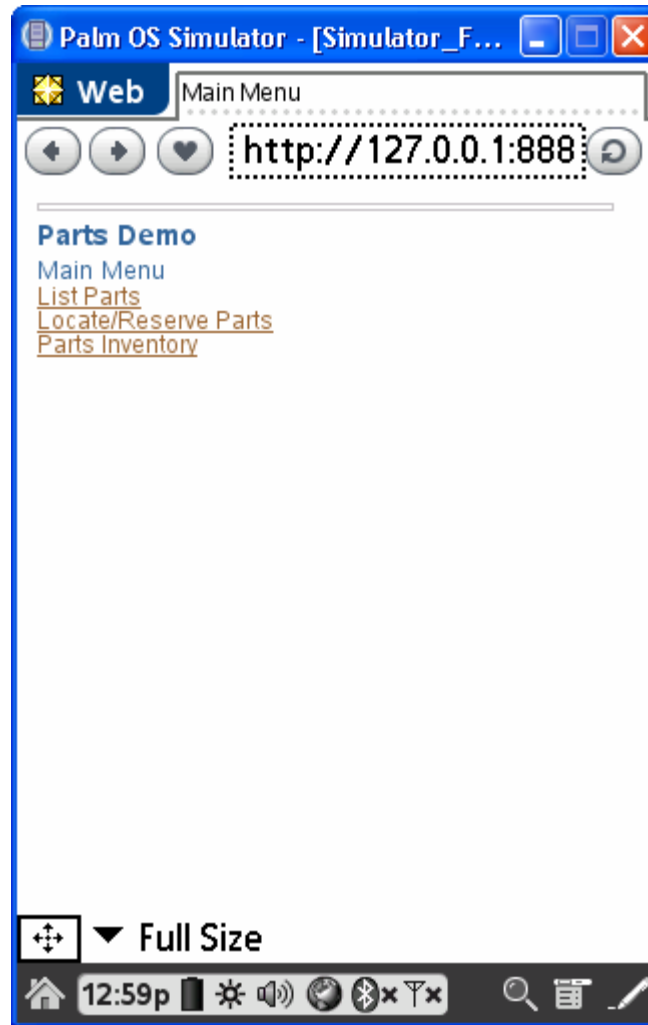 Palm OS Simulator - [Simulator_F...
Web
Main Menu
http://127.0.0.1:888
Parts Demo
Main Menu
List Parts
Locate/Reserve Parts
Parts Inventory
Full Size
12:59p